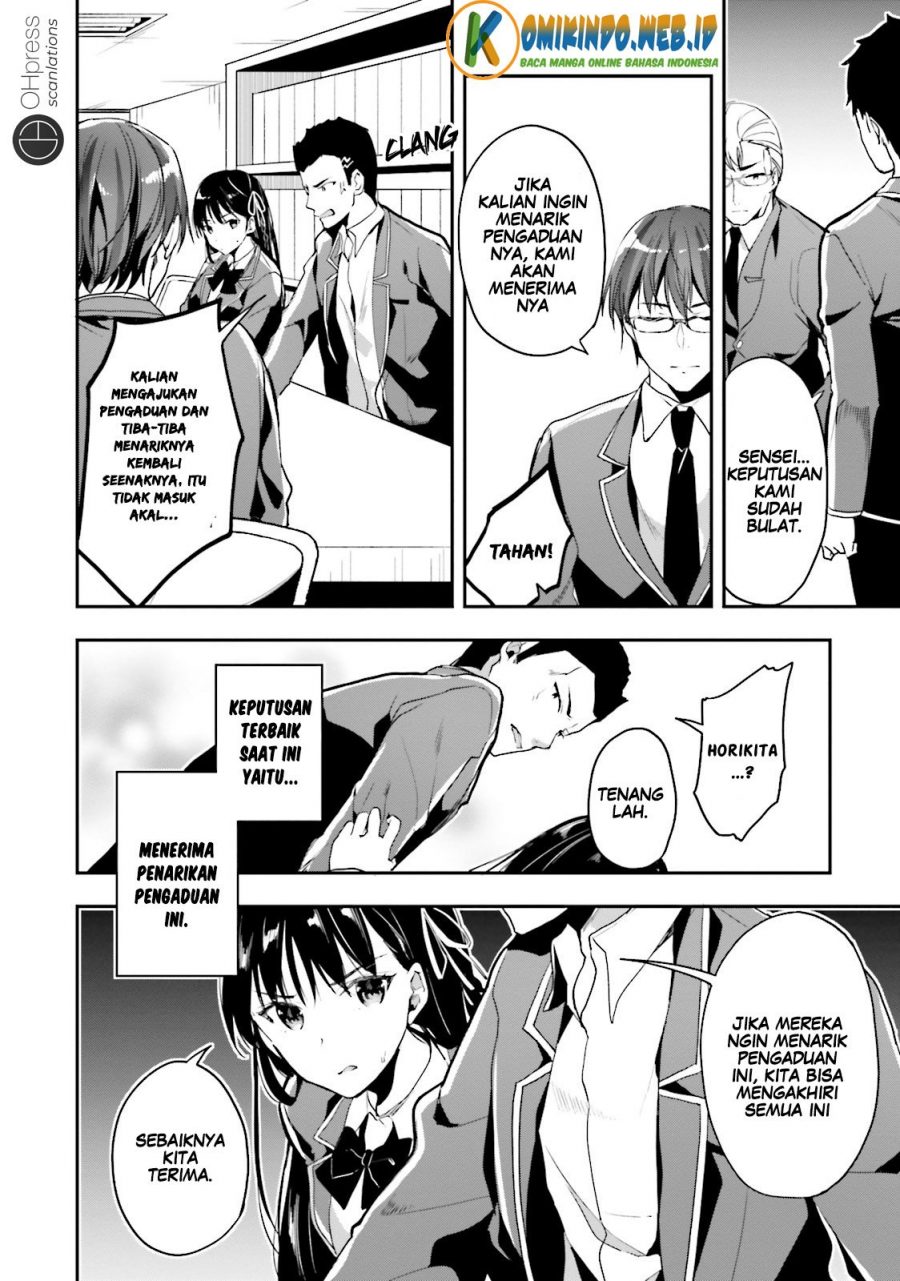 OHpress
scanlations
KOMIKINDO.WEB.ID
BACA MANGA ONLINE BAHASA INDONESIA
SENSEI...
KEPUTUSAN
KAMI
SUDAH
BULAT.
JIKA
KALIAN INGIN
MENARIK
PENGADUAN
NYA, KAMI
AKAN
MENERIMA
NYA
TAHAN!
CLANG
KALIAN
MENGAJUKAN
PENGADUAN DAN
TIBA-TIBA
MENARIKNYA
KEMBALI
SEENAKNYA, ITU
TIDAK MASUK
AKAL...
HORIKITA
...?
TENANG
LAH.
KEPUTUSAN
TERBAIK
SAAT INI
YAITU...
MENERIMA
PENARIKAN
PENGADUAN
INI.
JIKA MEREKA
NGIN MENARIK
PENGADUAN
INI, KITA BISA
MENGAKHIRI
SEMUA INI
SEBAIKNYA
KITA
TERIMA.